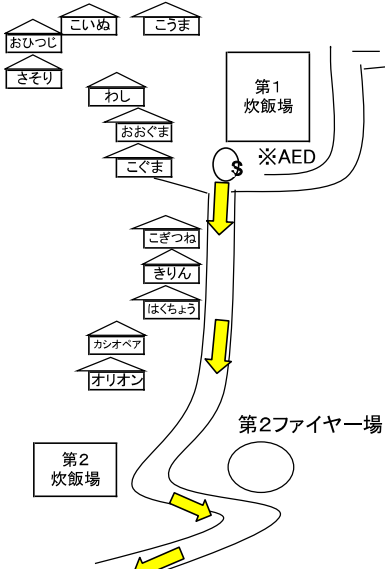 こいぬ
こうま
おひつじ
さそり
わし
おおぐま
こぐま
第1
炊飯場
※AED
S
こぎつね
きりん
はくちょう
カシオペア
オリオン
第2ファイヤー場
第2
炊飯場